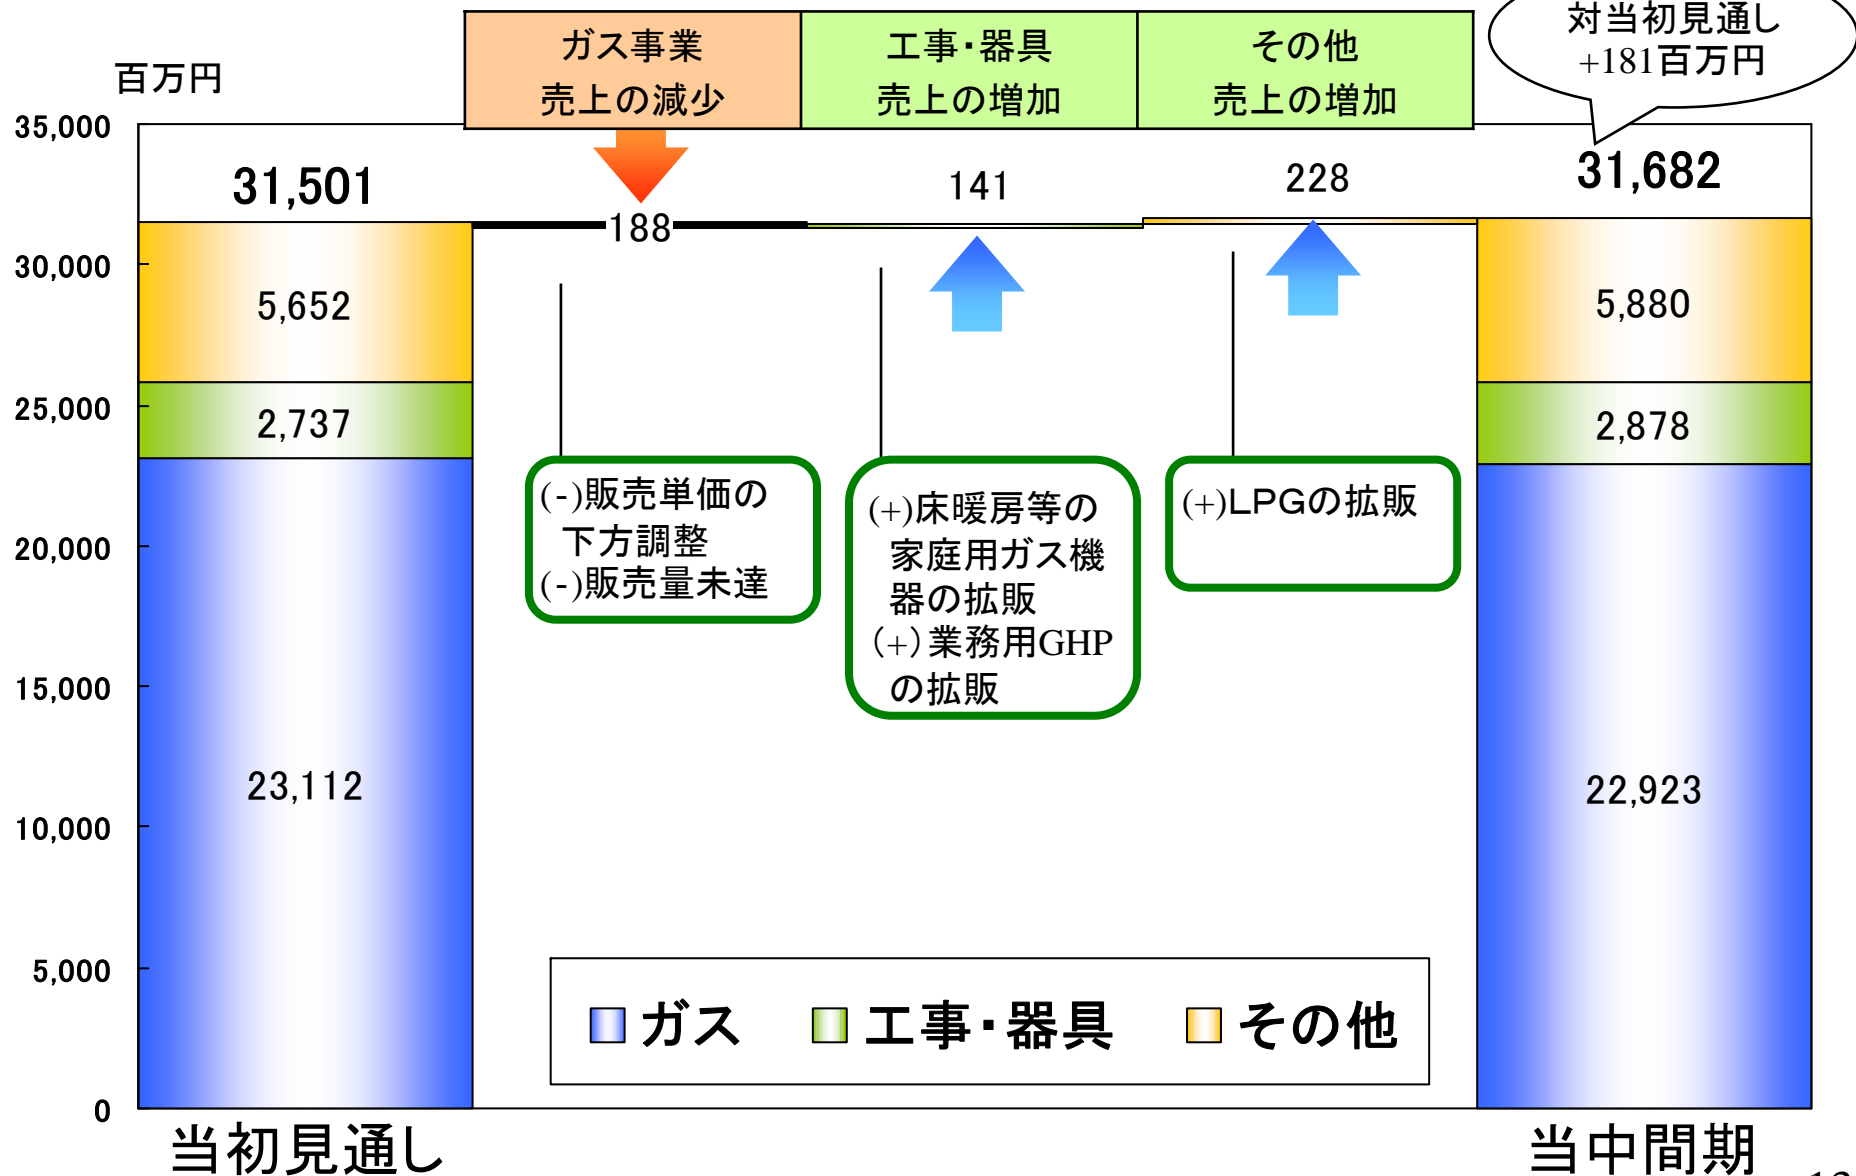 対当初見通し
+181百万円
ガス事業
売上の減少
工事・器具
売上の増加
その他
売上の増加
百万円
35,000
30,000
25,000
20,000
15,000
10,000
5,000
0
31,501
188
141
228
31,682
5,652
2,737
23,112
5,880
2,878
22,923
(-)販売単価の
下方調整
(-)販売量未達
(+)床暖房等の
家庭用ガス機
器の拡販
(+)業務用GHP
の拡販
(+)LPGの拡販
ガス
工事・器具
その他
当初見通し
当中間期